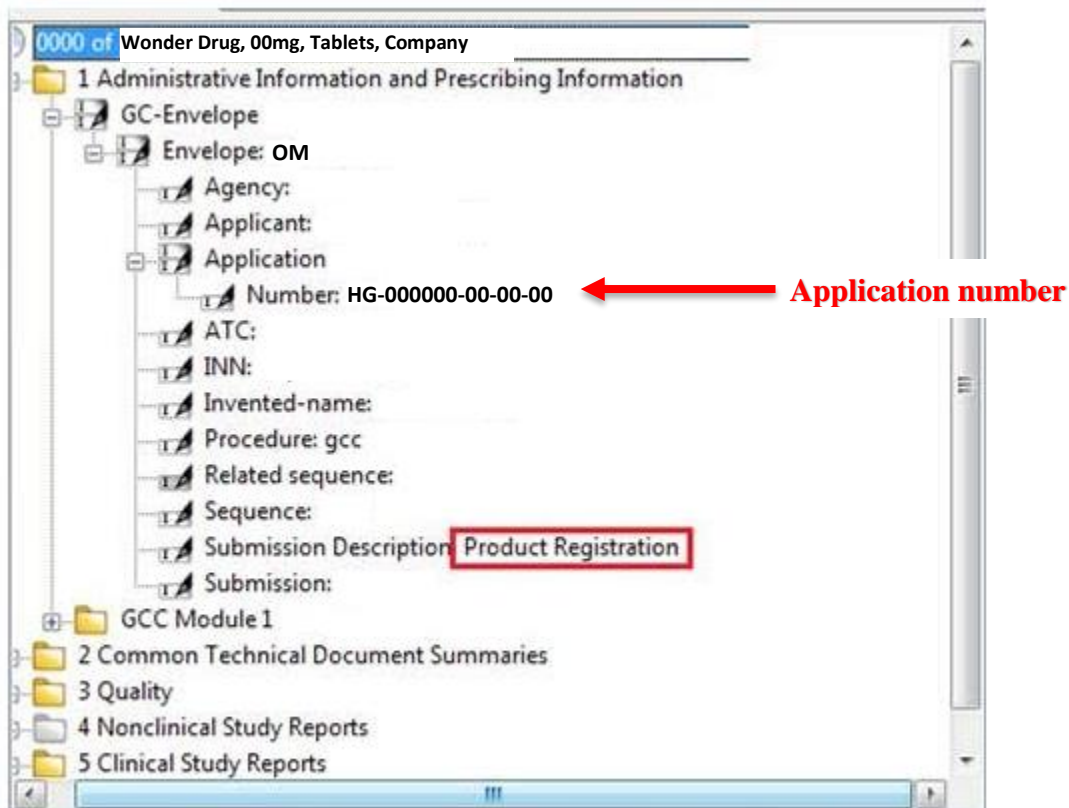 0000 of Wonder Drug, 00mg, Tablets, Company
1 Administrative Information and Prescribing Information
GC-Envelope
Envelope: OM
Agency:
Applicant:
Application
Number: HG-000000-00-00-00
Application number
ATC:
INN:
Invented-name:
Procedure: gcc
Related sequence:
Sequence:
Submission Description Product Registration
Submission:
GCC Module 1
2 Common Technical Document Summaries
3 Quality
4 Nonclinical Study Reports
5 Clinical Study Reports